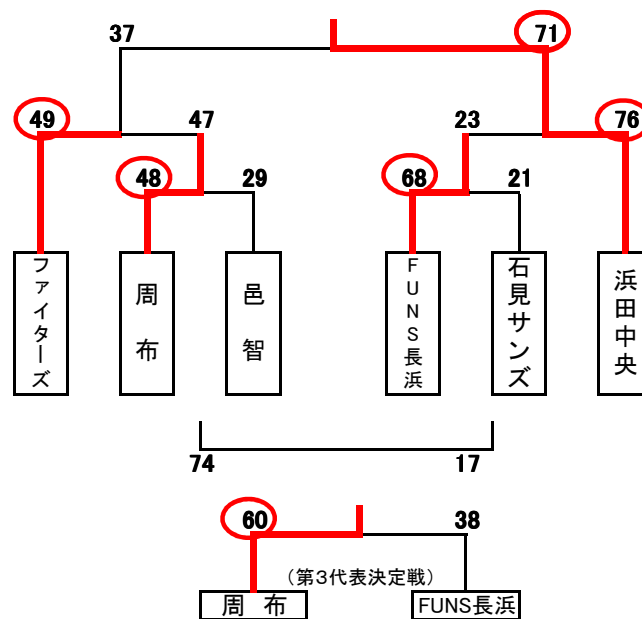 37 71
49 47 23 76
48 29 68 21
ファイターズ
周布
邑智
FUNS長浜
石見サンズ
浜田中央
74 17
60 38
（第3代表決定戦）
周布 FUNS長浜